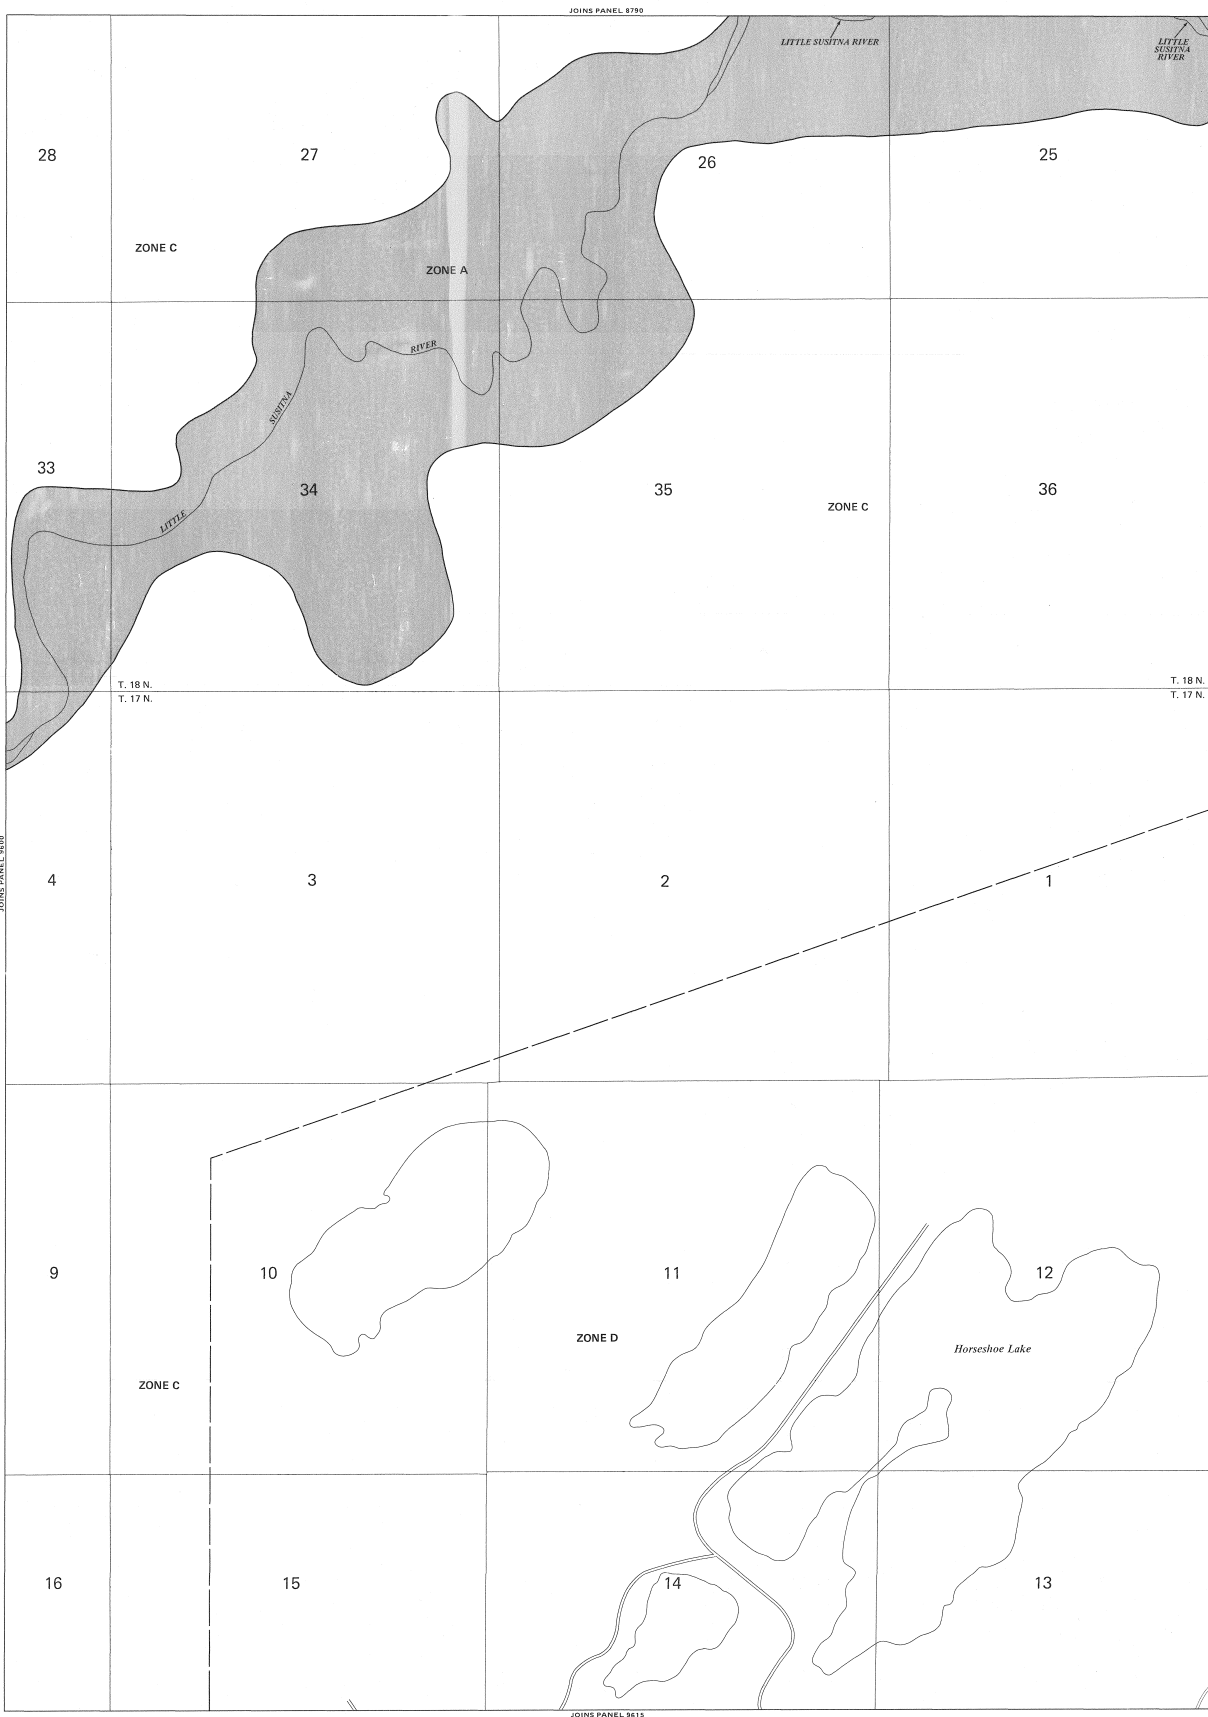 JOINS PANEL 8790
LITTLE SUSITNA RIVER
LITTLE
SUSITNA
RIVER
28
27
26
25
ZONE C
ZONE A
RIVER
SUSITNA
LITTLE
33
34
35
36
ZONE C
T. 18 N.
T. 17 N.
T. 18 N.
T. 17 N.
JOINS PANEL 9600
4
3
2
1
9
10
11
12
ZONE D
Horseshoe Lake
ZONE C
16
15
14
13
JOINS PANEL 9615